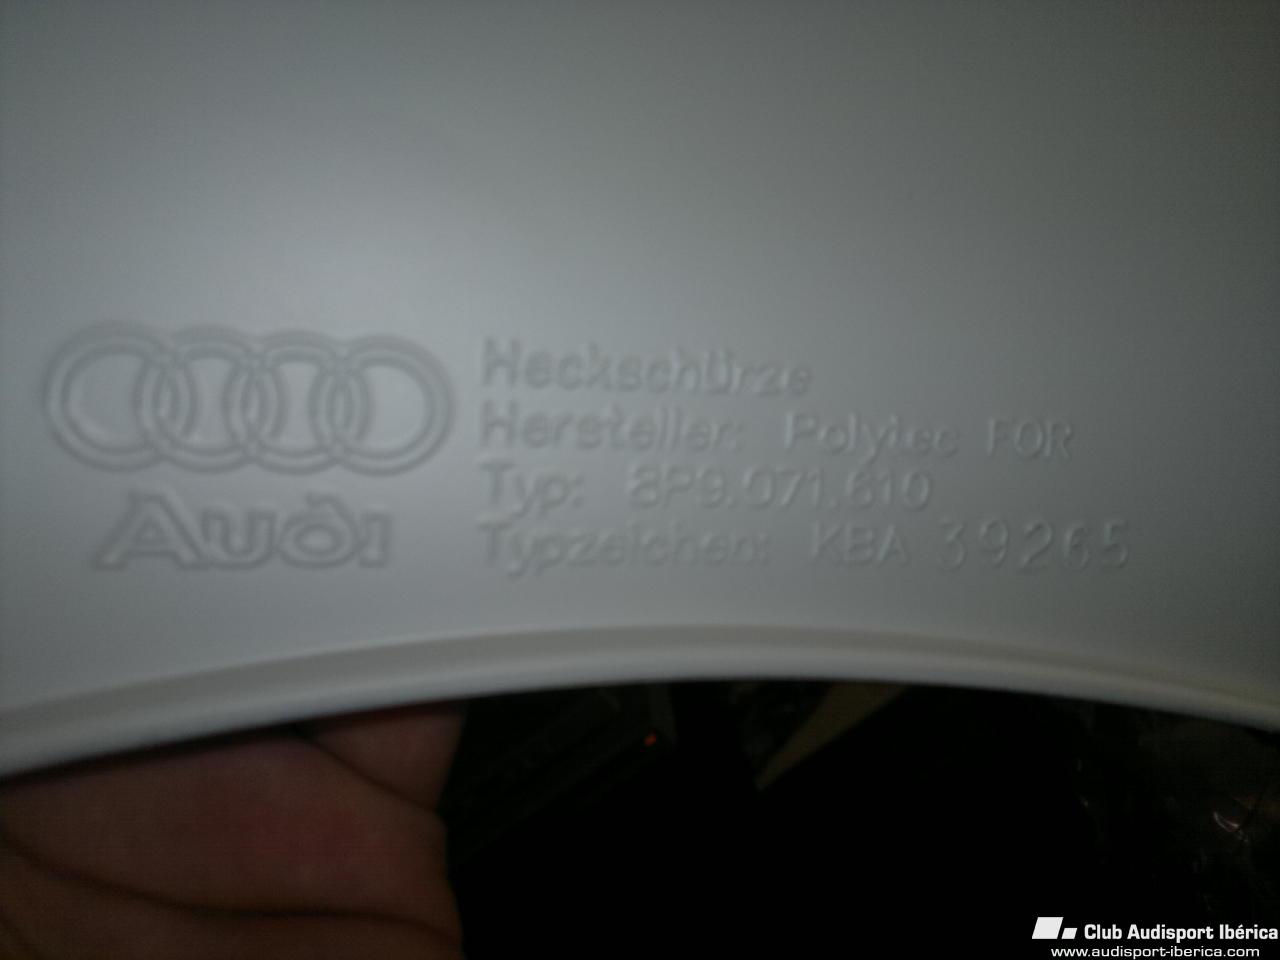 Heckschürze
Hersteller: Polytec FOR
Typ: 8P9.071.610
Typzeichen: KBA 39265
Audi
Club Audisport Ibérica
www.audisport-iberica.com